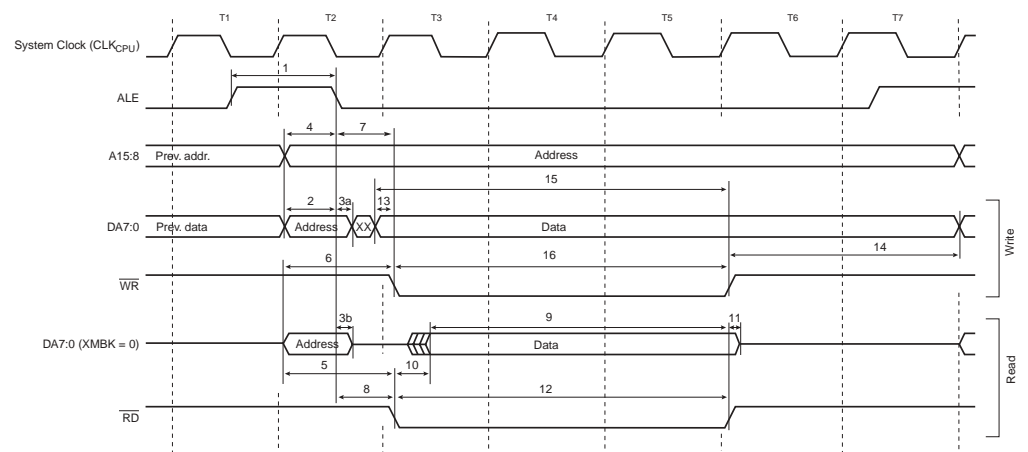 T1 T2 T3 T4 T5 T6 T7
System Clock (CLKCPU)
1
ALE
4 7
A15:8 Prev. addr. Address
15
2 3a 13
DA7:0 Prev. data Address XX Data
14
6 16
WR
Write
3b 9 11
DA7:0 (XMBK = 0) Address Data
5 10
8 12
RD
Read